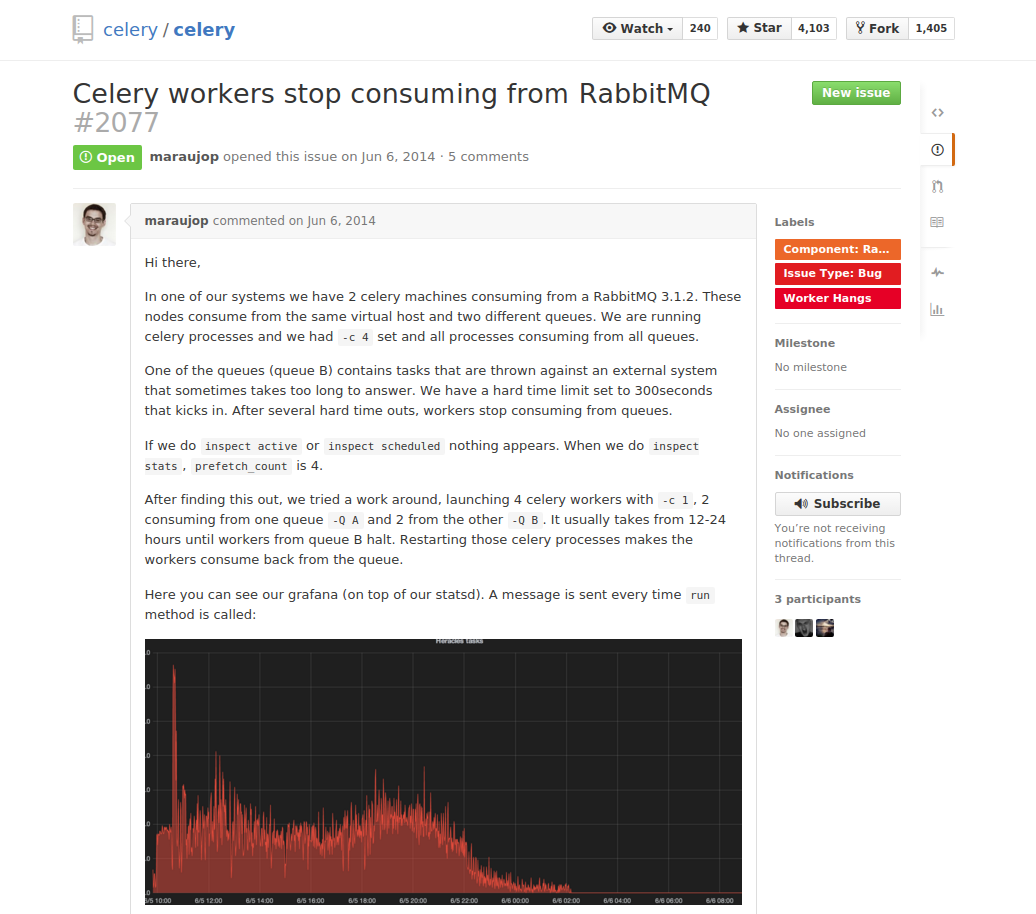 celery / celery
Watch 240 Star 4,103 Fork 1,405
Celery workers stop consuming from RabbitMQ
#2077
New issue
Open maraujop opened this issue on Jun 6, 2014 · 5 comments
maraujop commented on Jun 6, 2014
Hi there,
In one of our systems we have 2 celery machines consuming from a RabbitMQ 3.1.2. These
nodes consume from the same virtual host and two different queues. We are running
celery processes and we had -c 4 set and all processes consuming from all queues.
One of the queues (queue B) contains tasks that are thrown against an external system
that sometimes takes too long to answer. We have a hard time limit set to 300seconds
that kicks in. After several hard time outs, workers stop consuming from queues.
If we do inspect active or inspect scheduled nothing appears. When we do inspect
stats , prefetch_count is 4.
After finding this out, we tried a work around, launching 4 celery workers with -c 1 , 2
consuming from one queue -Q A and 2 from the other -Q B . It usually takes from 12-24
hours until workers from queue B halt. Restarting those celery processes makes the
workers consume back from the queue.
Here you can see our grafana (on top of our statsd). A message is sent every time run
method is called:
Heracles tasks
.0
.0
.0
.0
.0
.0
.0
.0
6/5 10:00 6/5 12:00 6/5 14:00 6/5 16:00 6/5 18:00 6/5 20:00 6/5 22:00 6/6 00:00 6/6 02:00 6/6 04:00 6/6 06:00 6/6 08:00
Labels
Component: Ra...
Issue Type: Bug
Worker Hangs
Milestone
No milestone
Assignee
No one assigned
Notifications
Subscribe
You’re not receiving
notifications from this
thread.
3 participants